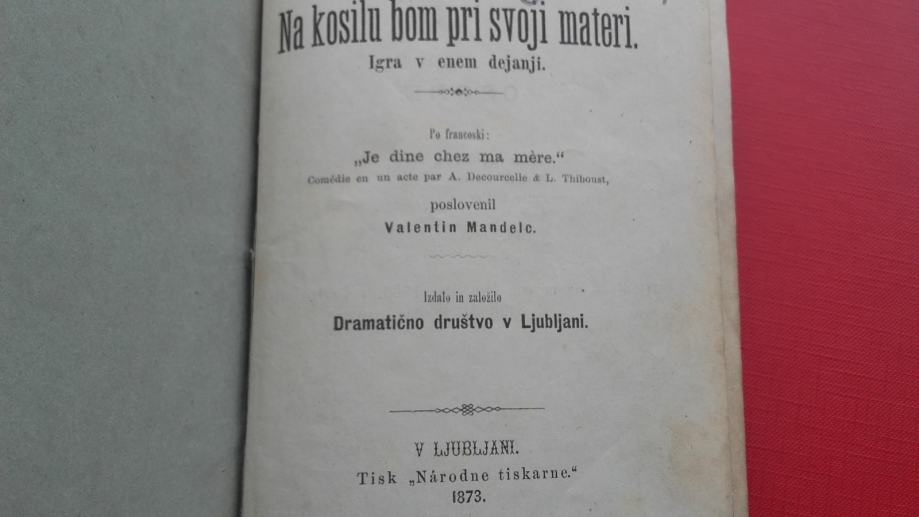 Na kosilu bom pri svoji materi.
Igra v enem dejanji.
Po francoski:
„Je dine chez ma mère.“
Comédie en un acte par A. Decourcelle & L. Thiboust,
poslovenil
Valentin Mandelc.
Izdalo in založilo
Dramatično društvo v Ljubljani.
V LJUBLJANI.
Tisk „Národne tiskarne.“
1873.